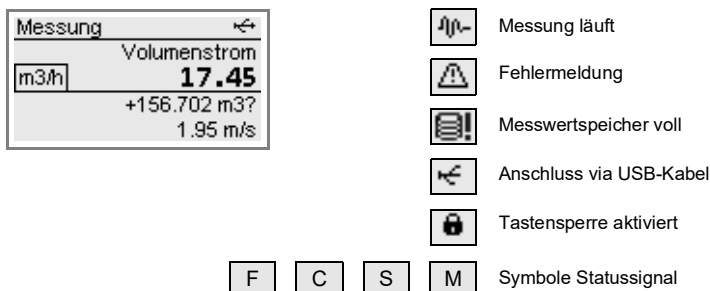 Messung
Volumenstrom
m3/h 17.45
+156.702 m3?
1.95 m/s
Messung läuft
Fehlermeldung
Messwertspeicher voll
Anschluss via USB-Kabel
Tastensperre aktiviert
F C S M Symbole Statussignal